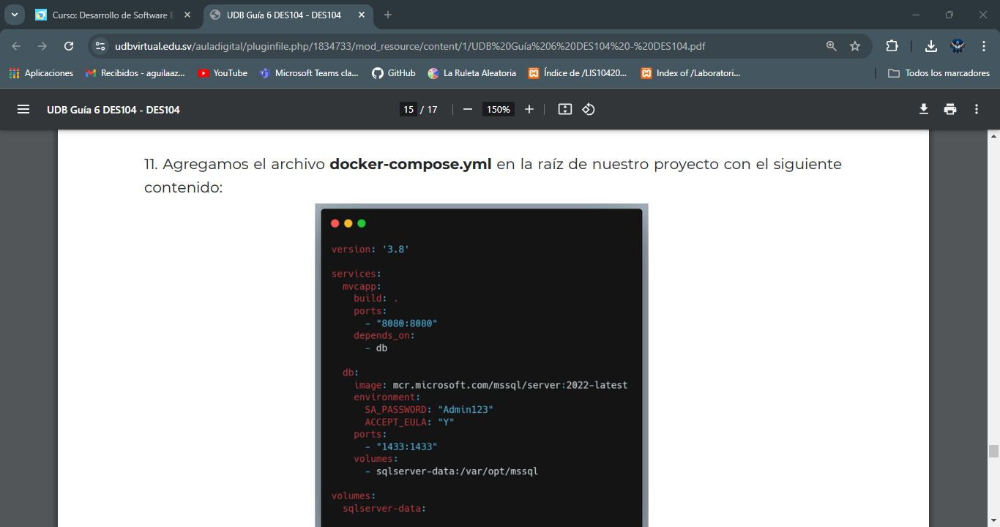 Curso: Desarrollo de Software E
UDB Guía 6 DES104 - DES104
udbvirtual.edu.sv/auladigital/pluginfile.php/1834733/mod_resource/content/1/UDB%20Guía%206%20DES104%20-%20DES104.pdf
Aplicaciones
Recibidos - aguilaaz...
YouTube
Microsoft Teams cla...
GitHub
La Ruleta Aleatoria
Índice de /LIS10420...
Index of /Laboratori...
Todos los marcadores
UDB Guía 6 DES104 - DES104
15 / 17
150%
11. Agregamos el archivo docker-compose.yml en la raíz de nuestro proyecto con el siguiente
contenido:
version: '3.8'
services:
  mvcapp:
    build: .
    ports:
      - "8080:8080"
    depends_on:
      - db
  db:
    image: mcr.microsoft.com/mssql/server:2022-latest
    environment:
      SA_PASSWORD: "Admin123"
      ACCEPT_EULA: "Y"
    ports:
      - "1433:1433"
    volumes:
      - sqlserver-data:/var/opt/mssql
volumes:
  sqlserver-data: